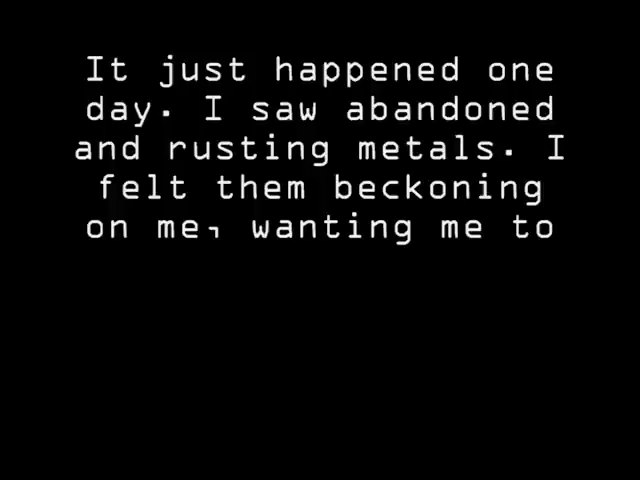 It just happened one
day. I saw abandoned
and rusting metals. I
felt them beckoning
on me, wanting me to